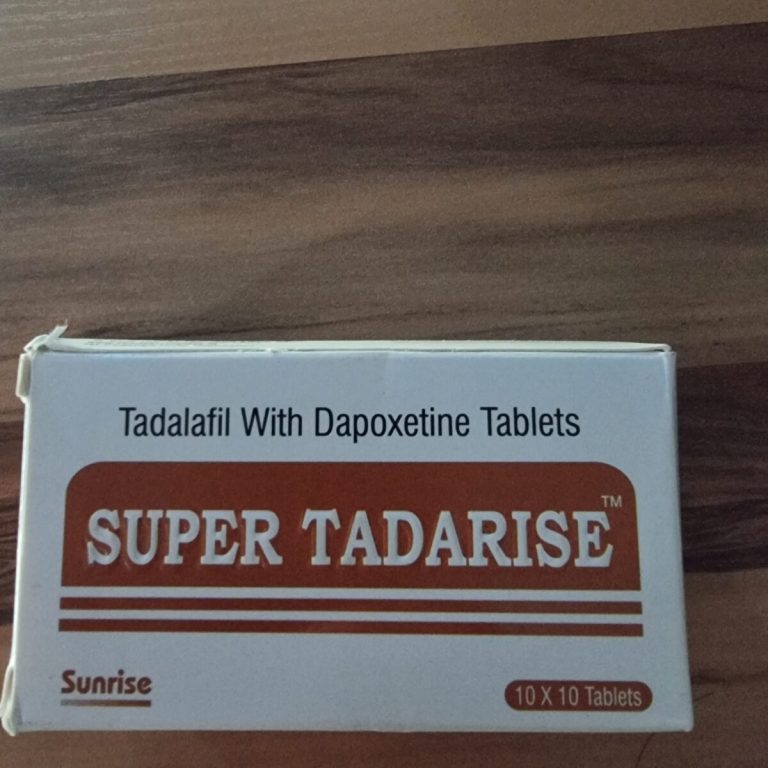 Tadalafil With Dapoxetine Tablets
SUPER TADARISE™
Sunrise
10 X 10 Tablets